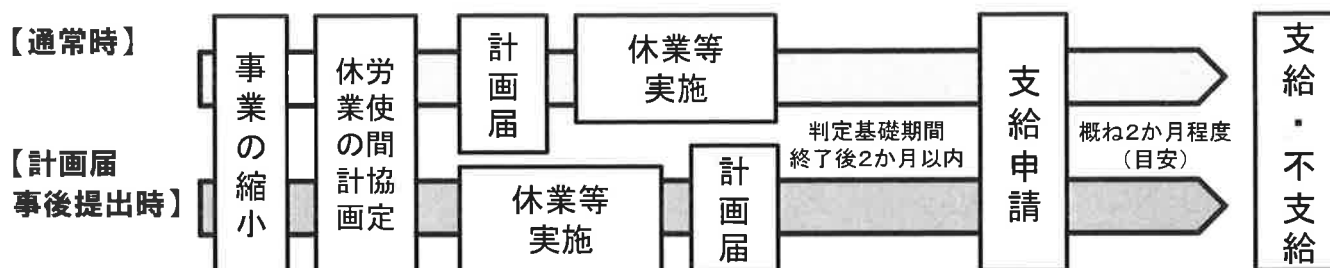 【通常時】
事業の縮小
労使間協定
休業の計画
計画届
休業等
実施
支給申請
支給・不支給
判定基礎期間
終了後2か月以内
概ね2か月程度
（目安）
【計画届
事後提出時】
休業等
実施
計画届